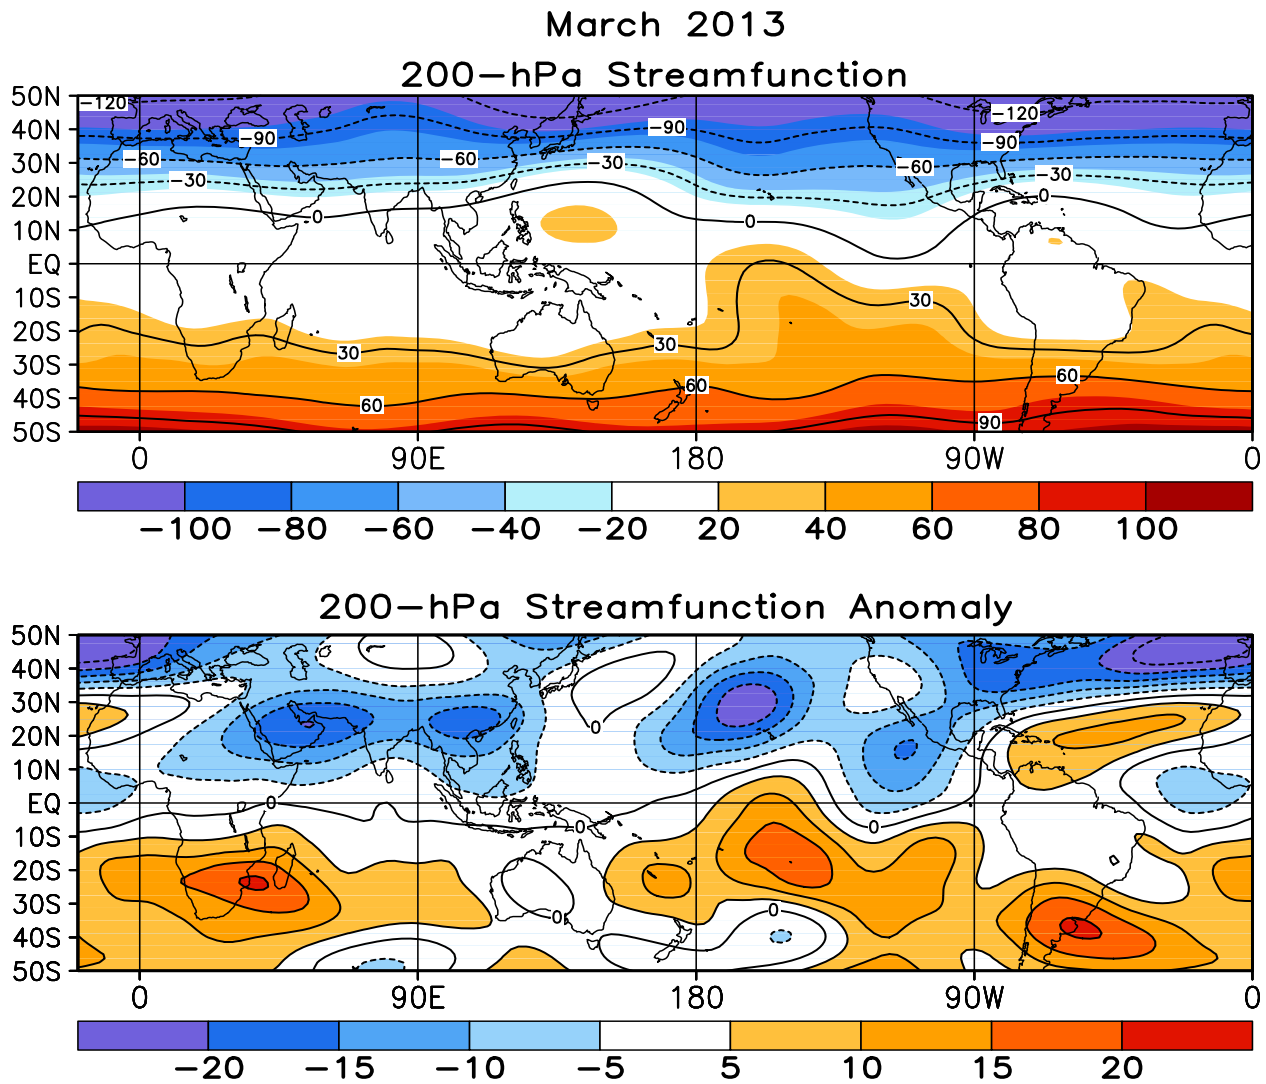 March 2013
200-hPa Streamfunction
50N
40N
30N
20N
10N
EQ
10S
20S
30S
40S
50S
-120
-120
-90
-90
-90
-60
-60
-60
-30
-30
-30
0
0
0
30
30
30
60
60
60
90
0 90E 180 90W 0
-100 -80 -60 -40 -20 20 40 60 80 100
200-hPa Streamfunction Anomaly
50N
40N
30N
20N
10N
EQ
10S
20S
30S
40S
50S
0
0
0
0
0
0
0 90E 180 90W 0
-20 -15 -10 -5 5 10 15 20